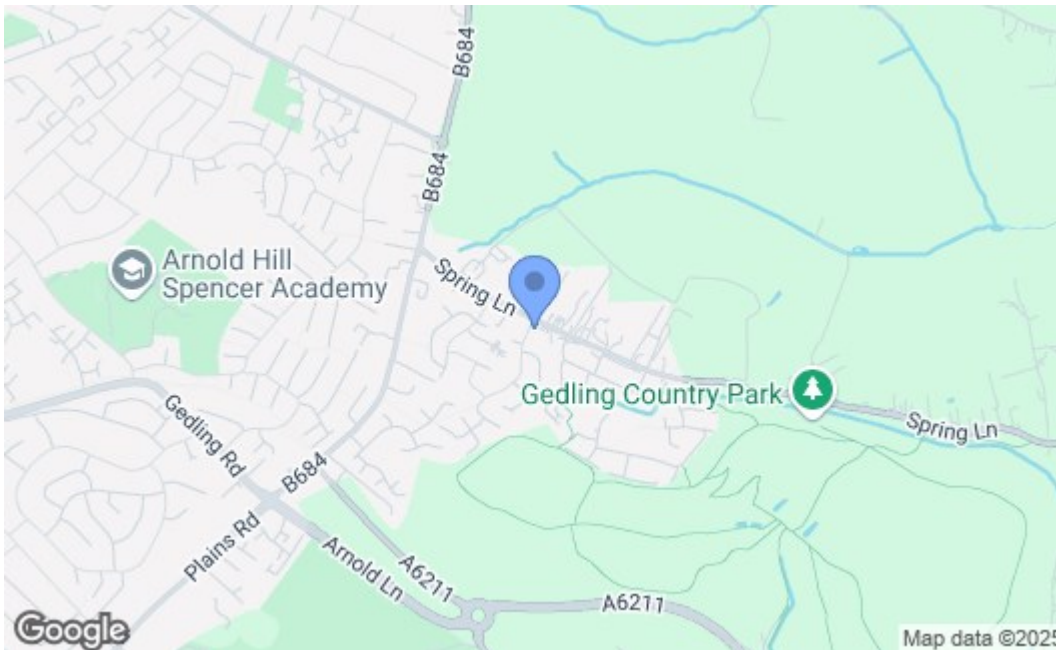 B684
B684
Arnold Hill
Spencer Academy
Spring Ln
Gedling Country Park
Spring Ln
Gedling Rd
B684
Plains Rd
Arnold Ln
A6211
A6211
Google
Map data ©2025